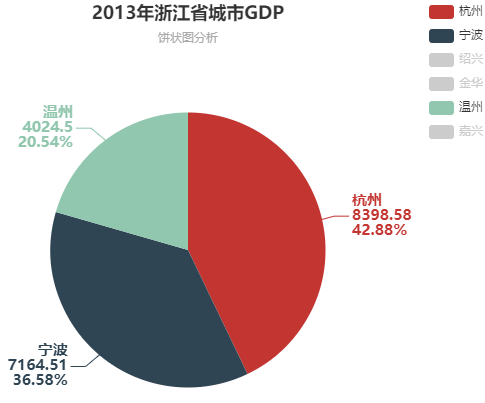 2013年浙江省城市GDP
饼状图分析
杭州
宁波
绍兴
金华
温州
嘉兴
温州
4024.5
20.54%
杭州
8398.58
42.88%
宁波
7164.51
36.58%